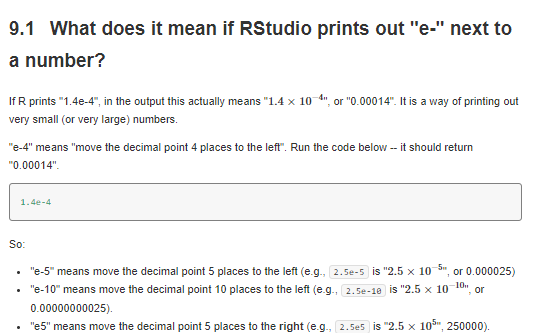 9.1 What does it mean if RStudio prints out "e-" next to
a number?
If R prints "1.4e-4", in the output this actually means "1.4 × 10⁻⁴", or "0.00014". It is a way of printing out
very small (or very large) numbers.
"e-4" means "move the decimal point 4 places to the left". Run the code below -- it should return
"0.00014".
1.4e-4
So:
• "e-5" means move the decimal point 5 places to the left (e.g., 2.5e-5 is "2.5 × 10⁻⁵", or 0.000025)
• "e-10" means move the decimal point 10 places to the left (e.g., 2.5e-10 is "2.5 × 10⁻¹⁰", or
0.00000000025).
• "e5" means move the decimal point 5 places to the right (e.g., 2.5e5 is "2.5 × 10⁵", 250000).